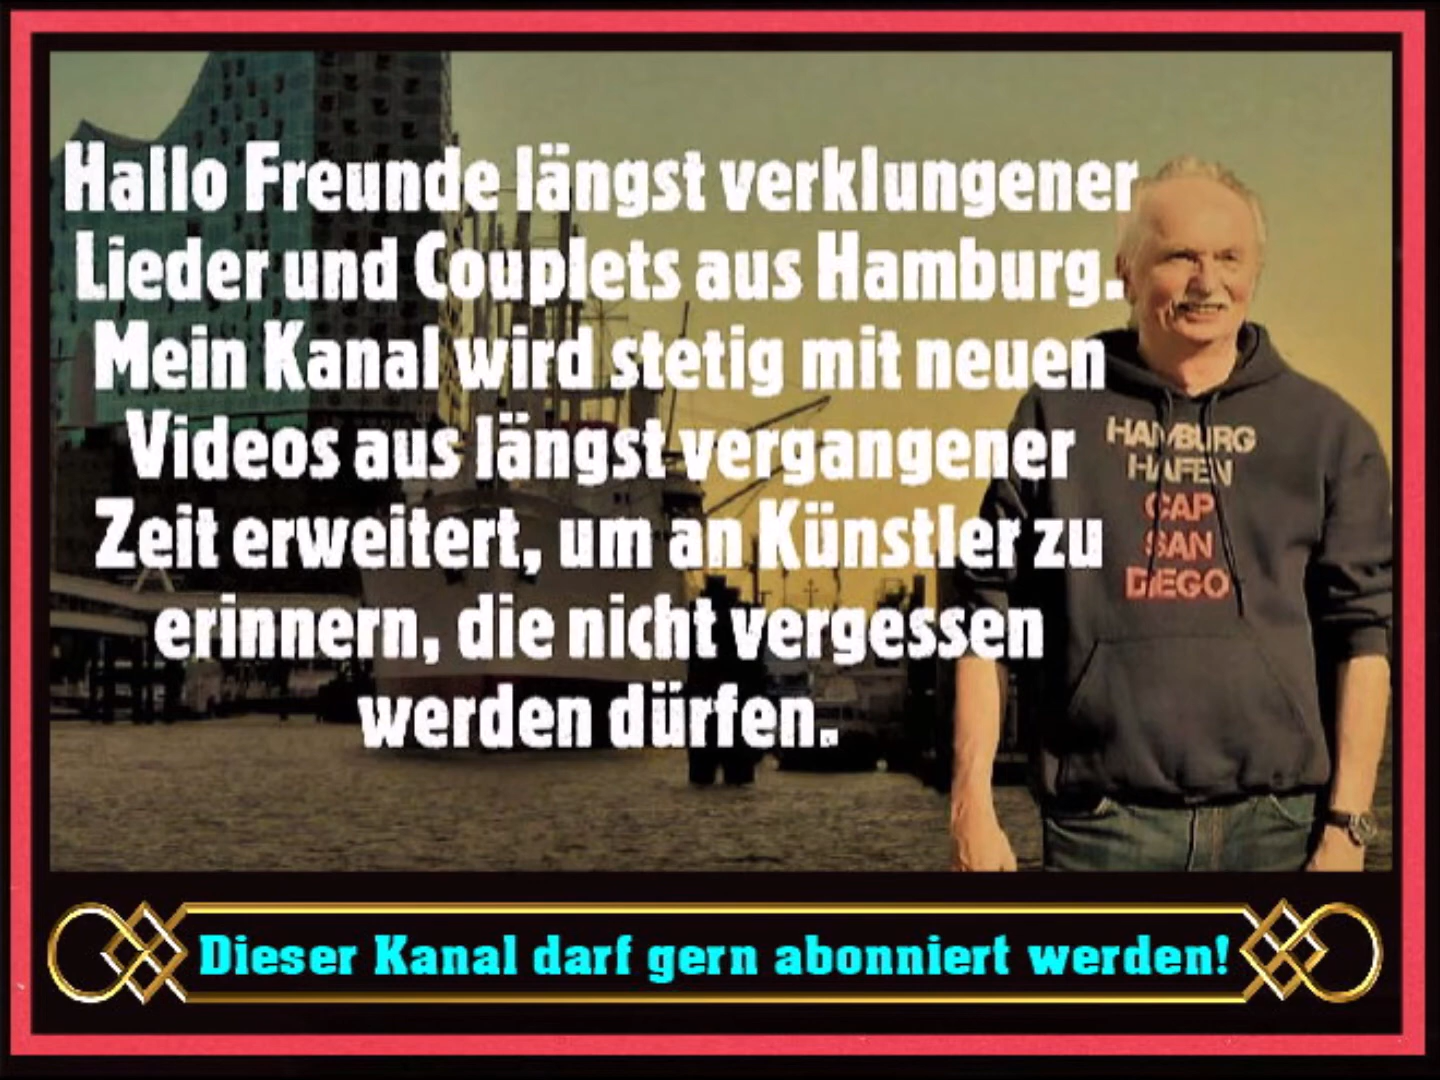 Hallo Freunde längst verklungener
Lieder und Couplets aus Hamburg.
Mein Kanal wird stetig mit neuen
Videos aus längst vergangener
Zeit erweitert, um an Künstler zu
erinnern, die nicht vergessen
werden dürfen.
HAMBURG
HAFEN
CAP
SAN
DIEGO
Dieser Kanal darf gern abonniert werden!